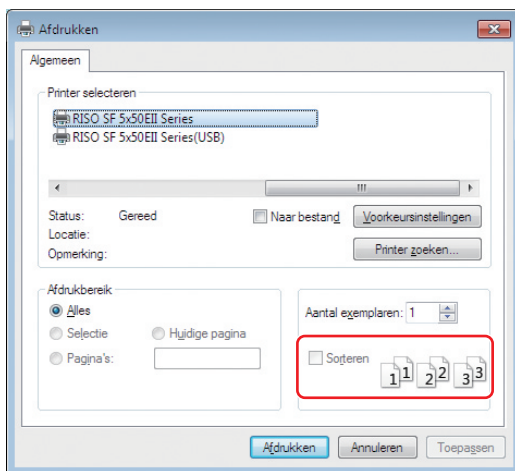 Afdrukken
Algemeen
Printer selecteren
RISO SF 5x50EII Series
RISO SF 5x50EII Series(USB)
Status: Gereed Naar bestand Voorkeursinstellingen
Locatie:
Opmerking: Printer zoeken...
Afdrukbereik
Alles Aantal exemplaren: 1
Selectie Huidige pagina
Pagina's: Sorteren 1 1 2 2 3 3
Afdrukken Annuleren Toepassen